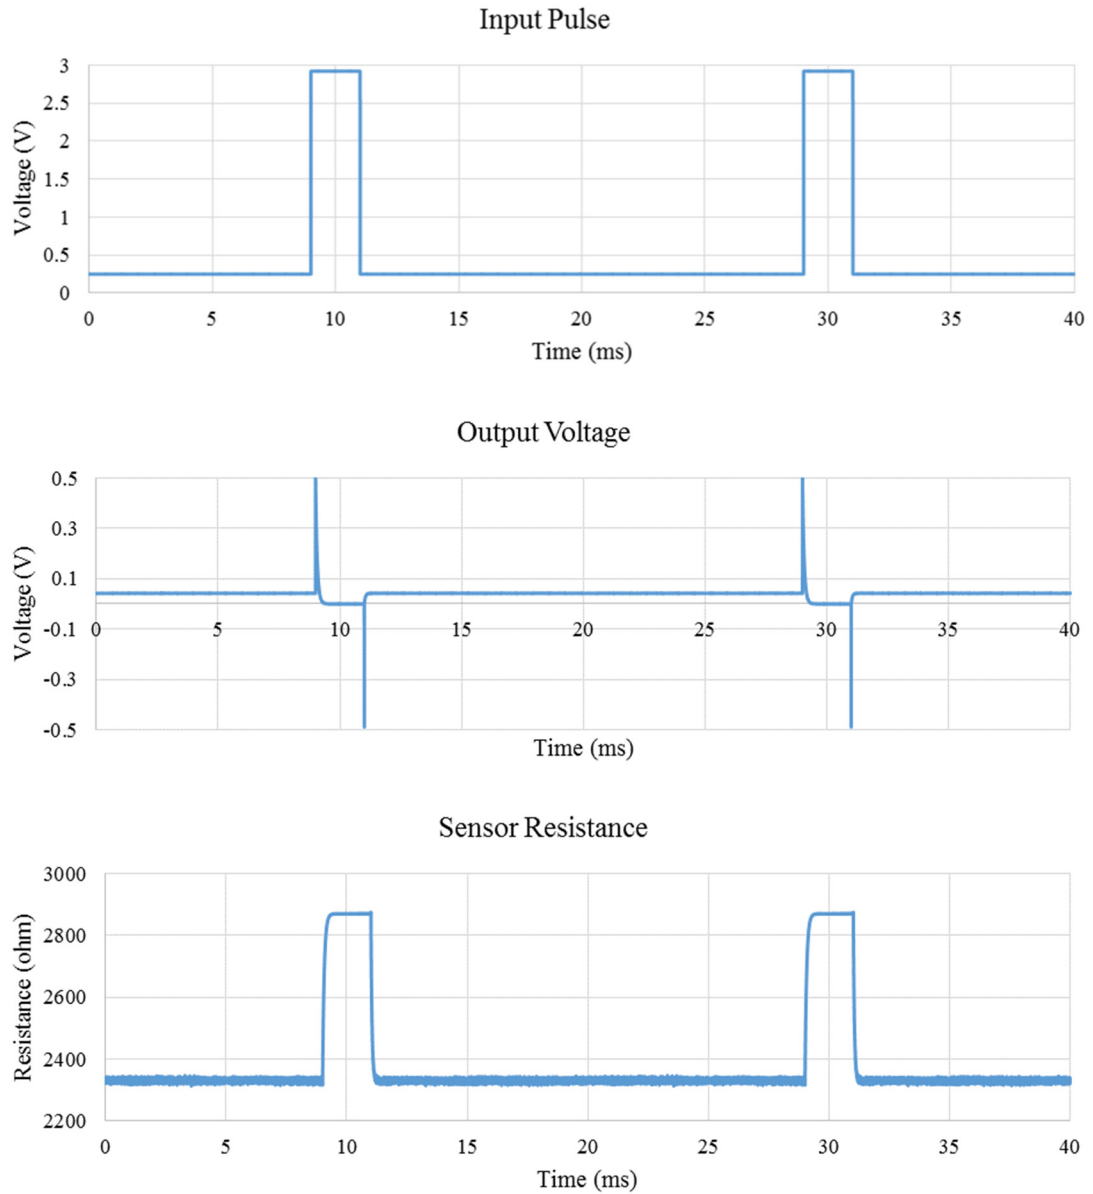 Input Pulse
Voltage (V)
3
2.5
2
1.5
1
0.5
0
0 5 10 15 20 25 30 35 40
Time (ms)
Output Voltage
Voltage (V)
0.5
0.3
0.1
-0.1
-0.3
-0.5
0 5 10 15 20 25 30 35 40
Time (ms)
Sensor Resistance
Resistance (ohm)
3000
2800
2600
2400
2200
0 5 10 15 20 25 30 35 40
Time (ms)